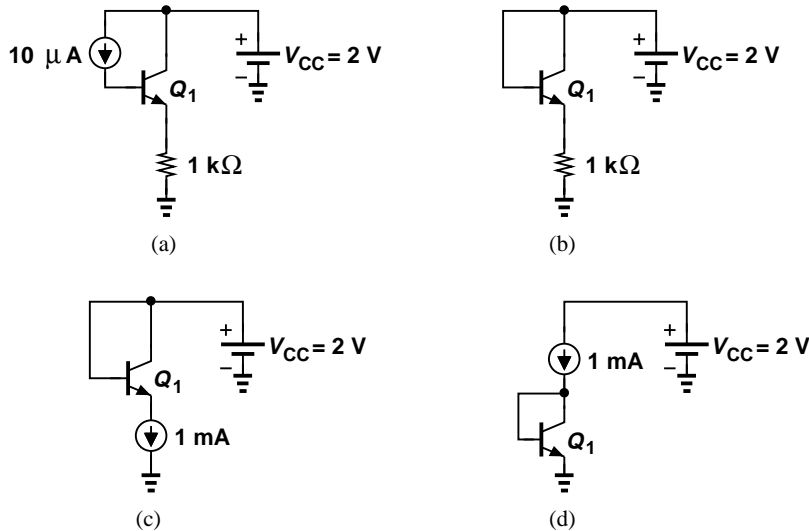 10 μ A
+
−
V_CC = 2 V
Q_1
1 kΩ
(a)
+
−
V_CC = 2 V
Q_1
1 kΩ
(b)
+
−
V_CC = 2 V
Q_1
1 mA
(c)
+
−
V_CC = 2 V
1 mA
Q_1
(d)